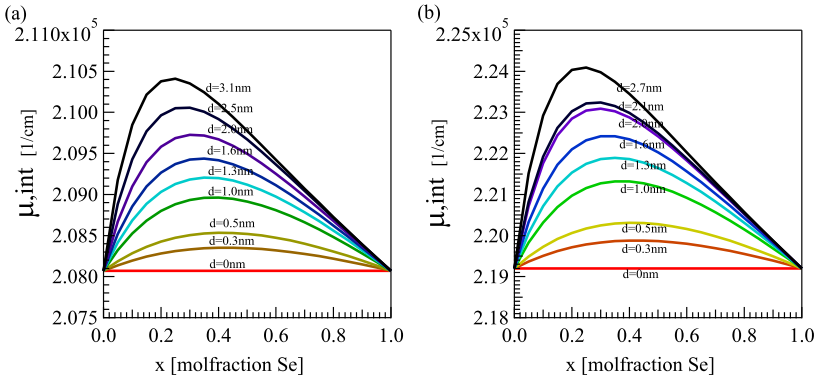 (a)
2.110x10⁵
2.105
2.100
2.095
2.090
2.085
2.080
2.075
μ,int [1/cm]
d=3.1nm
d=2.5nm
d=2.0nm
d=1.6nm
d=1.3nm
d=1.0nm
d=0.5nm
d=0.3nm
d=0nm
0.0 0.2 0.4 0.6 0.8 1.0
x [molfraction Se]
(b)
2.25x10⁵
2.24
2.23
2.22
2.21
2.20
2.19
2.18
μ,int [1/cm]
d=2.7nm
d=2.1nm
d=2.0nm
d=1.6nm
d=1.3nm
d=1.0nm
d=0.5nm
d=0.3nm
d=0nm
0.0 0.2 0.4 0.6 0.8 1.0
x [molfraction Se]